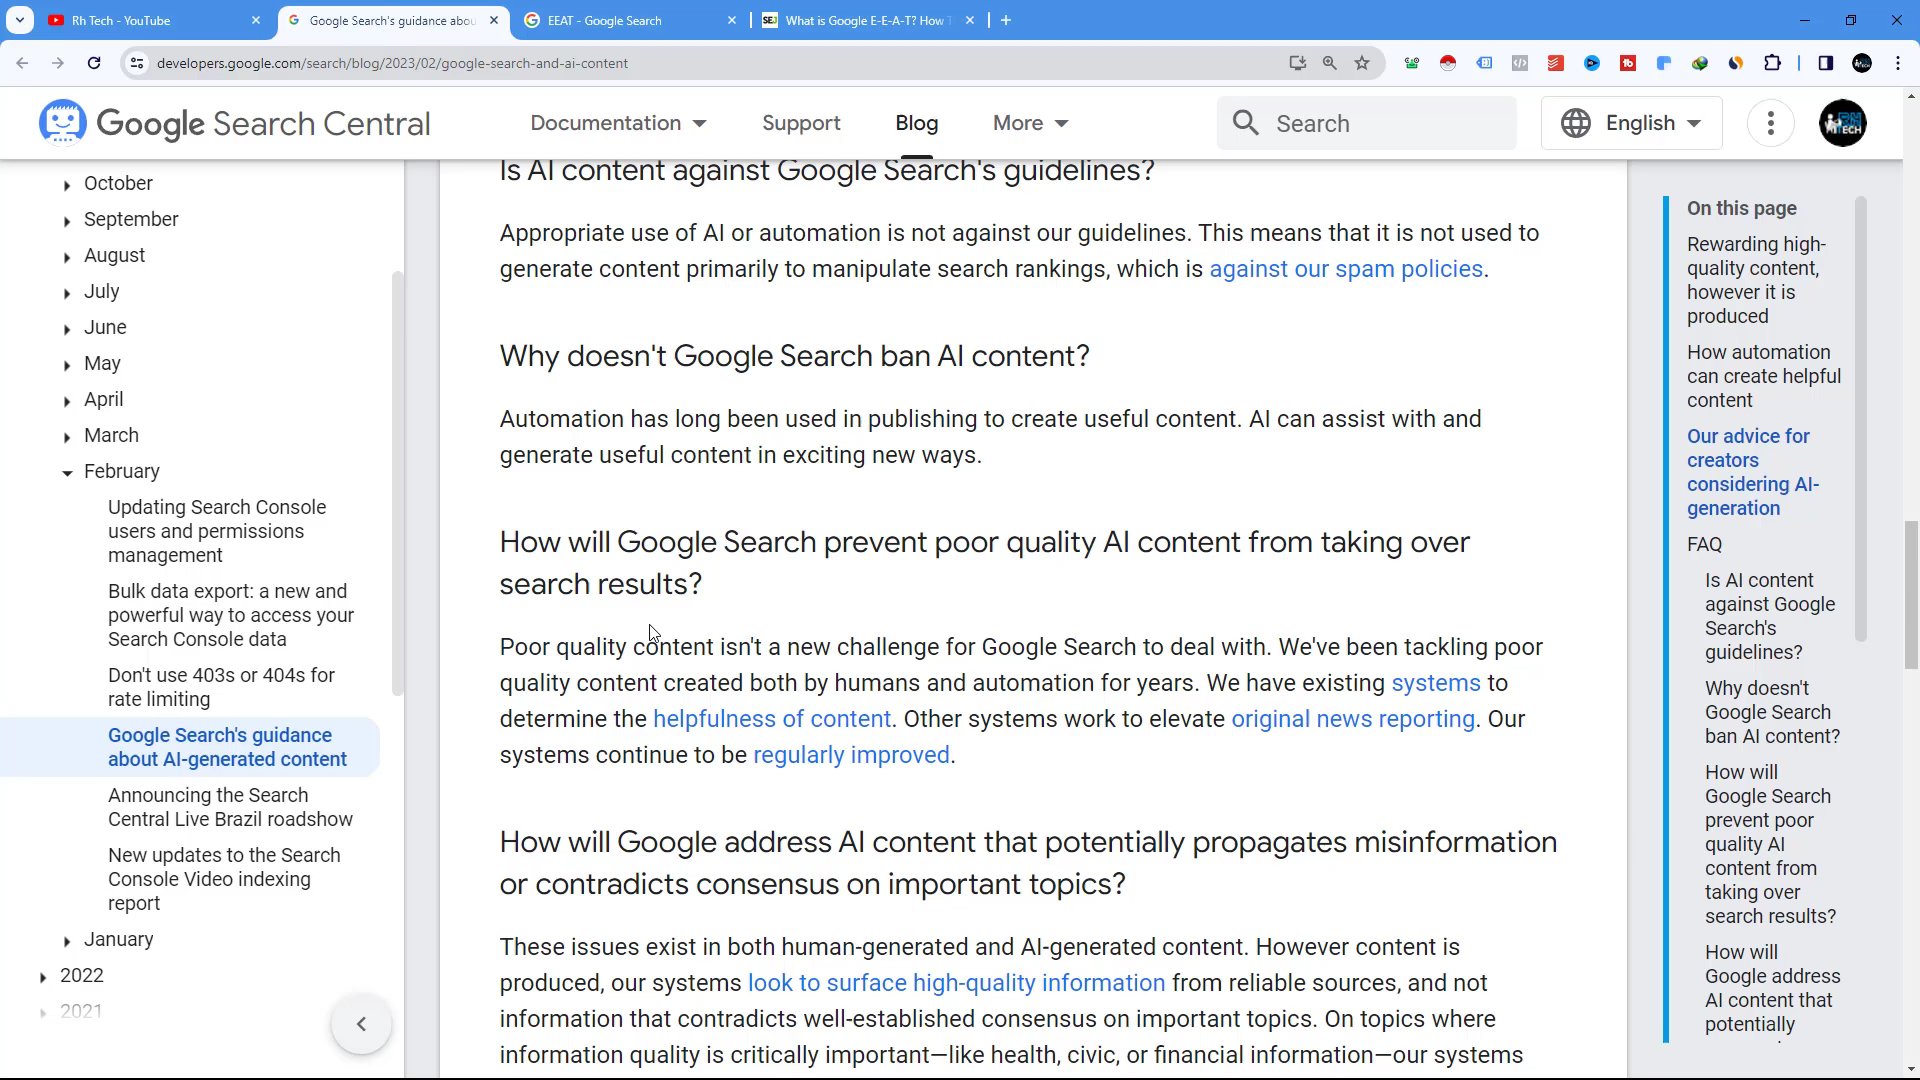 Rh Tech - YouTube
Google Search's guidance abou
EEAT - Google Search
SEJ What is Google E-E-A-T? How
developers.google.com/search/blog/2023/02/google-search-and-ai-content
Google Search Central
Documentation
Support
Blog
More
Search
English
October
September
August
July
June
May
April
March
February
Updating Search Console
users and permissions
management
Bulk data export: a new and
powerful way to access your
Search Console data
Don't use 403s or 404s for
rate limiting
Google Search's guidance
about AI-generated content
Announcing the Search
Central Live Brazil roadshow
New updates to the Search
Console Video indexing
report
January
2022
2021
Is AI content against Google Search's guidelines?
Appropriate use of AI or automation is not against our guidelines. This means that it is not used to
generate content primarily to manipulate search rankings, which is against our spam policies.
Why doesn't Google Search ban AI content?
Automation has long been used in publishing to create useful content. AI can assist with and
generate useful content in exciting new ways.
How will Google Search prevent poor quality AI content from taking over
search results?
Poor quality content isn't a new challenge for Google Search to deal with. We've been tackling poor
quality content created both by humans and automation for years. We have existing systems to
determine the helpfulness of content. Other systems work to elevate original news reporting. Our
systems continue to be regularly improved.
How will Google address AI content that potentially propagates misinformation
or contradicts consensus on important topics?
These issues exist in both human-generated and AI-generated content. However content is
produced, our systems look to surface high-quality information from reliable sources, and not
information that contradicts well-established consensus on important topics. On topics where
information quality is critically important—like health, civic, or financial information—our systems
On this page
Rewarding high-
quality content,
however it is
produced
How automation
can create helpful
content
Our advice for
creators
considering AI-
generation
FAQ
Is AI content
against Google
Search's
guidelines?
Why doesn't
Google Search
ban AI content?
How will
Google Search
prevent poor
quality AI
content from
taking over
search results?
How will
Google address
AI content that
potentially